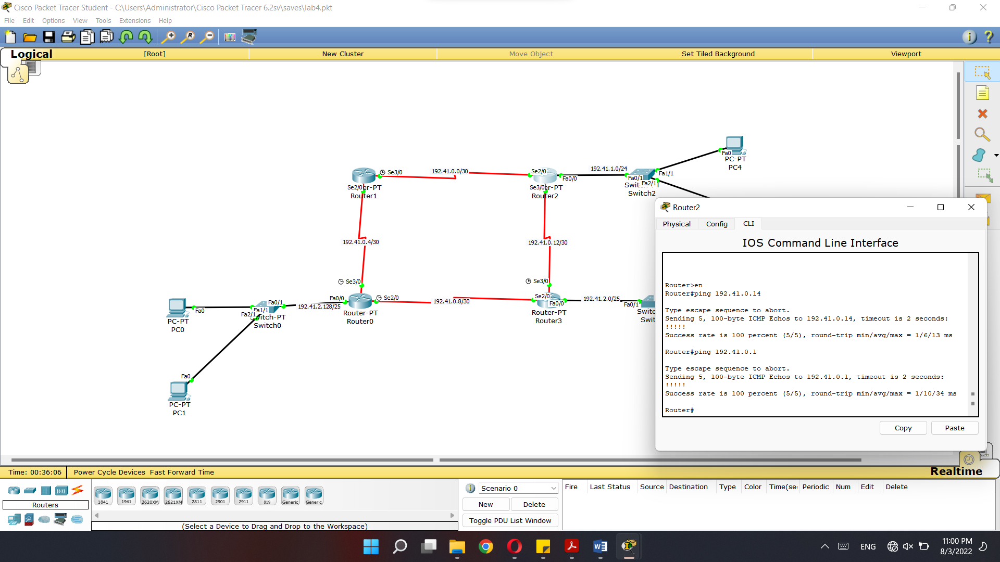 Cisco Packet Tracer Student - C:\Users\Administrator\Cisco Packet Tracer 6.2sv\saves\lab4.pkt
File Edit Options View Tools Extensions Help
Logical [Root] New Cluster Move Object Set Tiled Background Viewport
Fa0
PC-PT
PC4
Se3/0 192.41.0.0/30 Se2/0 192.41.1.0/24
Fa0/0 Fa0/1 Fa1/1
Fa2/1
Se2/0 er-PT
Router1
Se3/0 er-PT
Router2
Switch2
192.41.0.4/30
192.41.0.12/30
Se3/0
Se3/0
Fa0
PC-PT
PC0
Fa0/1
Fa1/1
Fa2/1
Switch-PT
Switch0
192.41.2.128/25
Fa0/0
Se2/0
Router-PT
Router0
192.41.0.8/30
Se2/0
Fa0/0
Router-PT
Router3
192.41.2.0/25
Fa0/1
Switc
Swit
Fa0
PC-PT
PC1
Router2
Physical Config CLI
IOS Command Line Interface
Router>en
Router#ping 192.41.0.14
Type escape sequence to abort.
Sending 5, 100-byte ICMP Echos to 192.41.0.14, timeout is 2 seconds:
!!!!!
Success rate is 100 percent (5/5), round-trip min/avg/max = 1/6/13 ms
Router#ping 192.41.0.1
Type escape sequence to abort.
Sending 5, 100-byte ICMP Echos to 192.41.0.1, timeout is 2 seconds:
!!!!!
Success rate is 100 percent (5/5), round-trip min/avg/max = 1/10/34 ms
Router#
Copy Paste
Time: 00:36:06 Power Cycle Devices Fast Forward Time
Realtime
Routers
1841 1941 2620XM 2621XM 2811 2901 2911 819 Generic Generic
(Select a Device to Drag and Drop to the Workspace)
Scenario 0
New Delete
Toggle PDU List Window
Fire Last Status Source Destination Type Color Time(sec Periodic Num Edit Delete
ENG
11:00 PM
8/3/2022